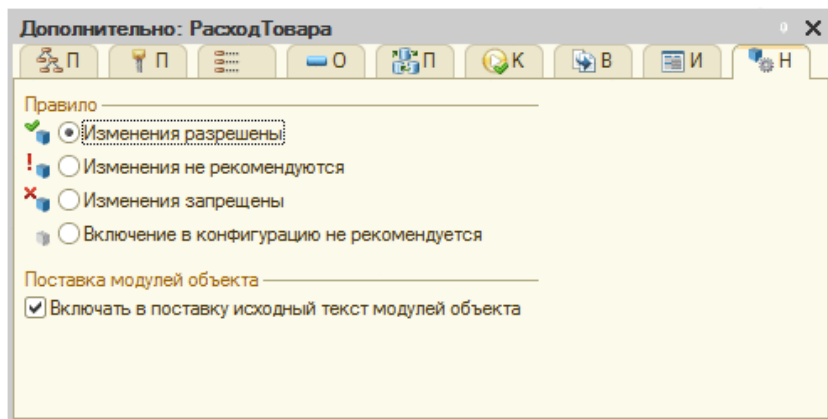 Дополнительно: РасходТовара
П П О П К В И Н
Правило
Изменения разрешены
Изменения не рекомендуются
Изменения запрещены
Включение в конфигурацию не рекомендуется
Поставка модулей объекта
Включать в поставку исходный текст модулей объекта